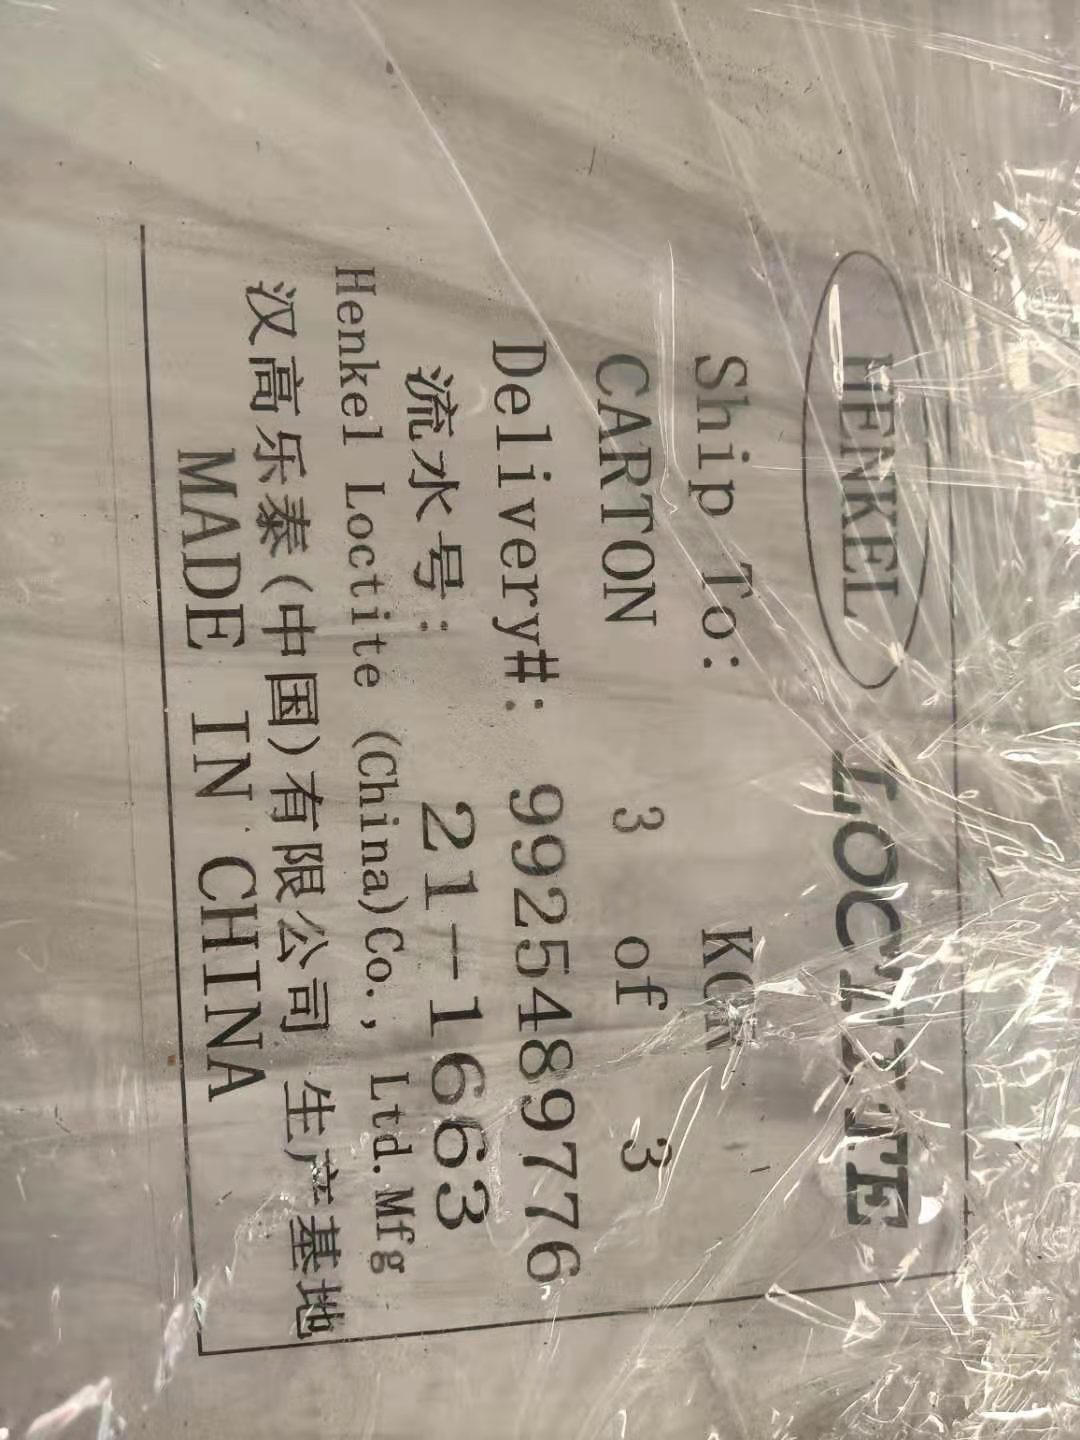 HENKEL LOCTITE
Ship To: KOR
CARTON 3 of 3
Delivery#: 9925489776
流水号: 21-1663
Henkel Loctite (China)Co., Ltd.Mfg
汉高乐泰(中国)有限公司 生产基地
MADE IN CHINA